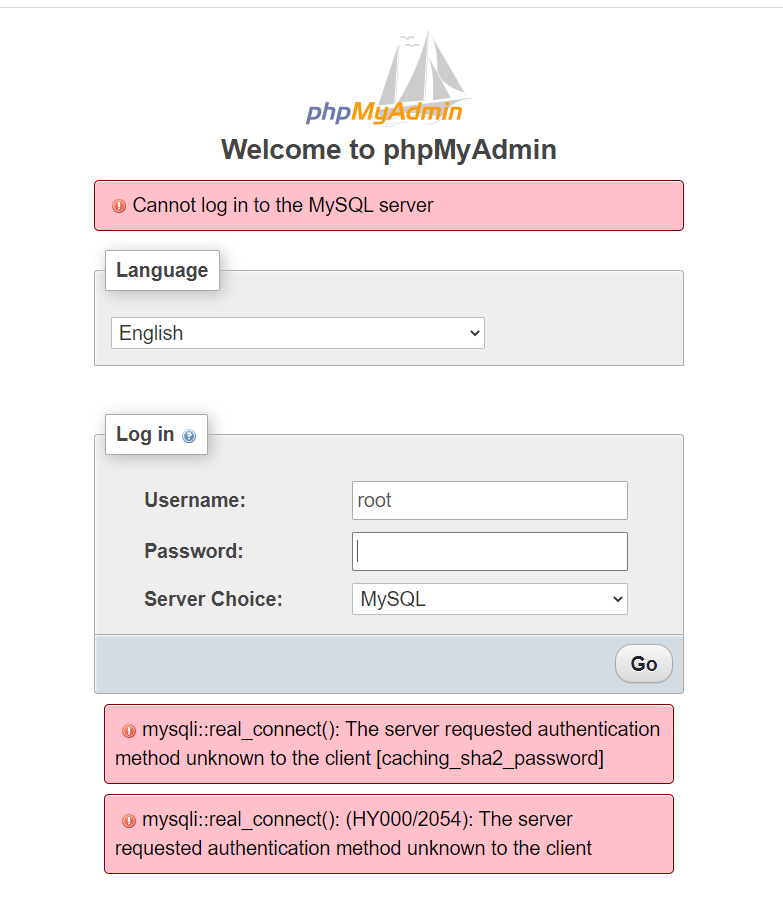 phpMyAdmin
Welcome to phpMyAdmin
Cannot log in to the MySQL server
Language
English
Log in
Username:
root
Password:
Server Choice:
MySQL
Go
mysqli::real_connect(): The server requested authentication
method unknown to the client [caching_sha2_password]
mysqli::real_connect(): (HY000/2054): The server
requested authentication method unknown to the client